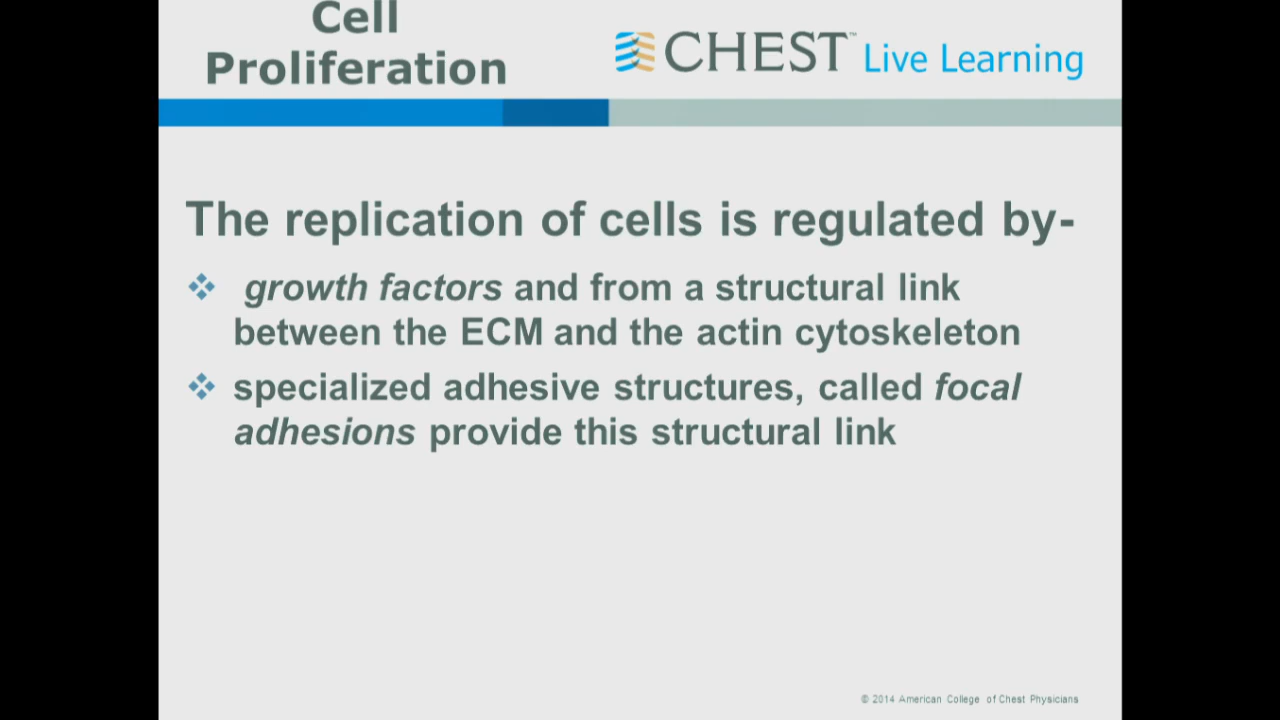 Cell
Proliferation
CHEST™ Live Learning
The replication of cells is regulated by-
❖ growth factors and from a structural link
between the ECM and the actin cytoskeleton
❖ specialized adhesive structures, called focal
adhesions provide this structural link
© 2014 American College of Chest Physicians